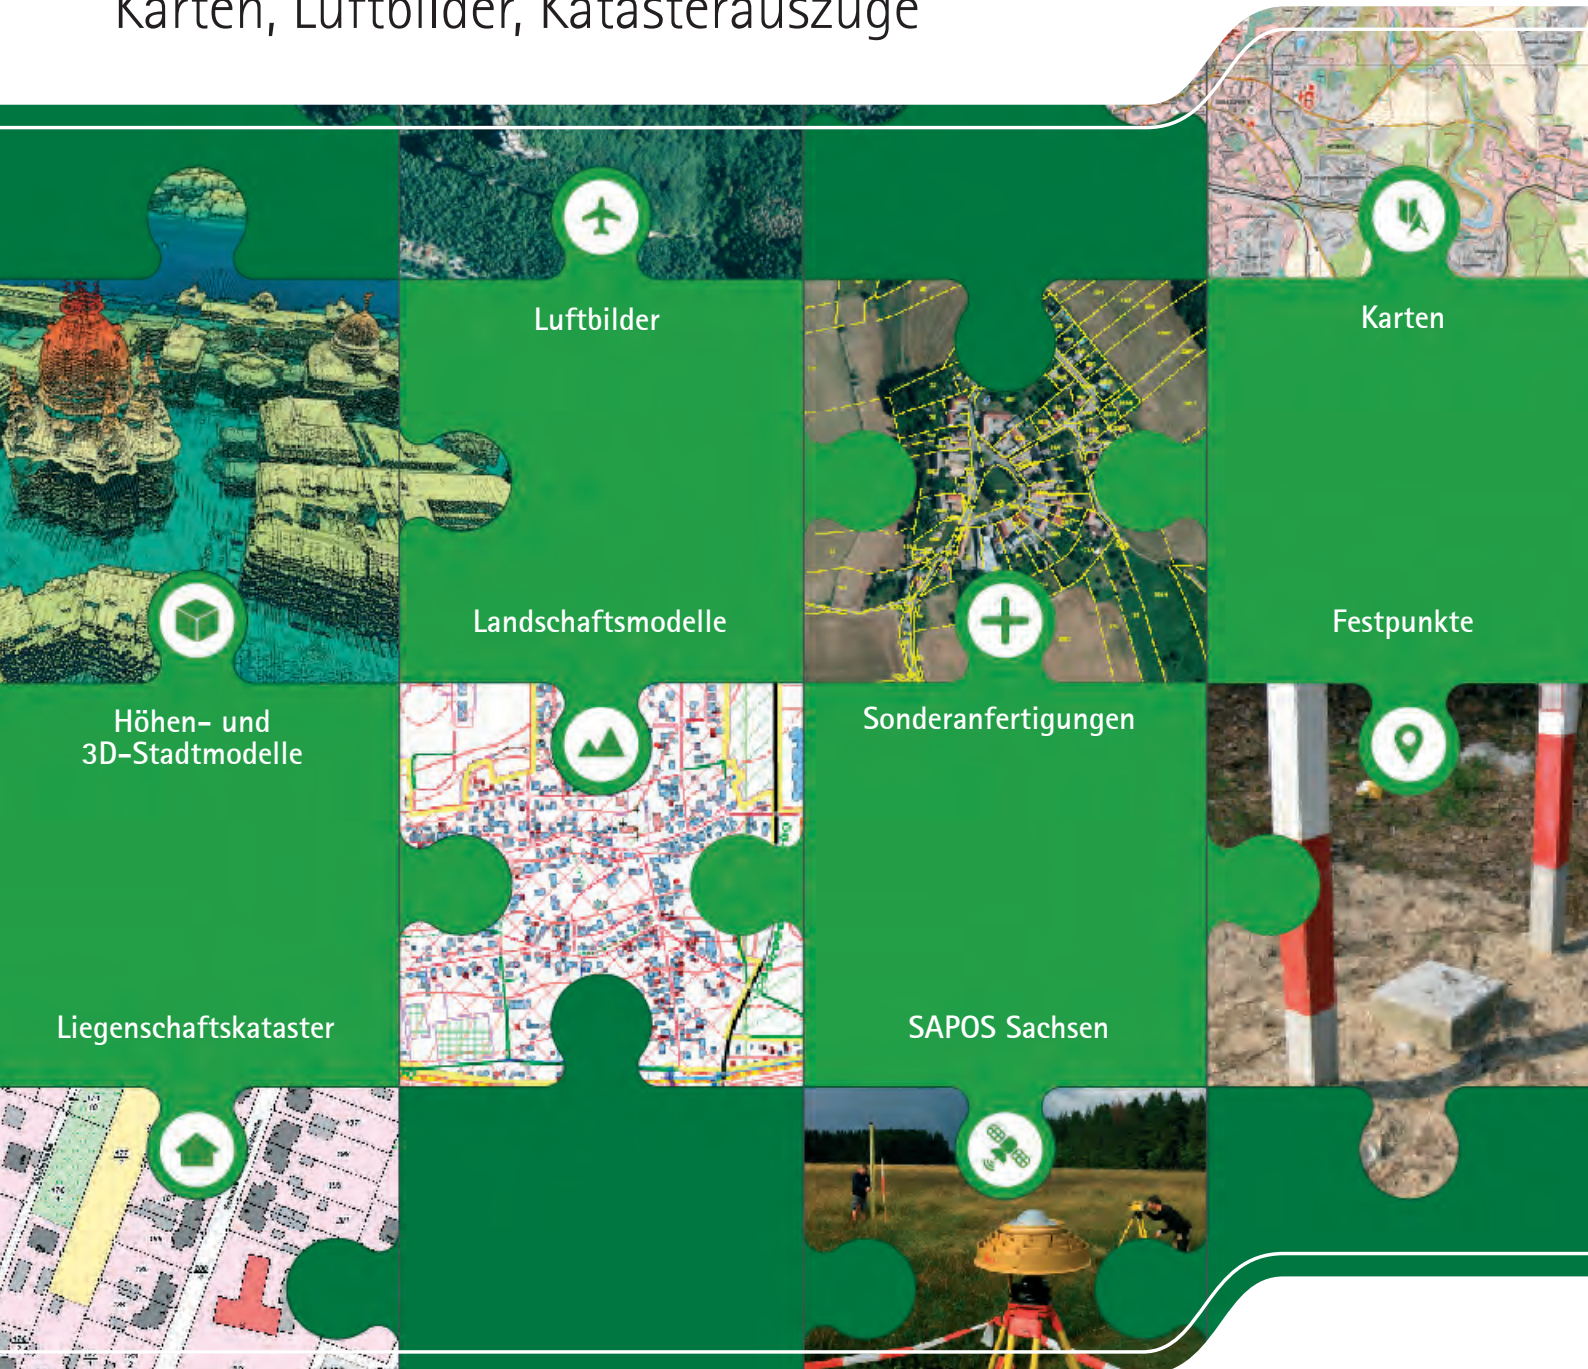 Karten, Luftbilder, Katasterauszüge
Luftbilder
Karten
Landschaftsmodelle
Festpunkte
Höhen- und
3D-Stadtmodelle
Sonderanfertigungen
Liegenschaftskataster
SAPOS Sachsen